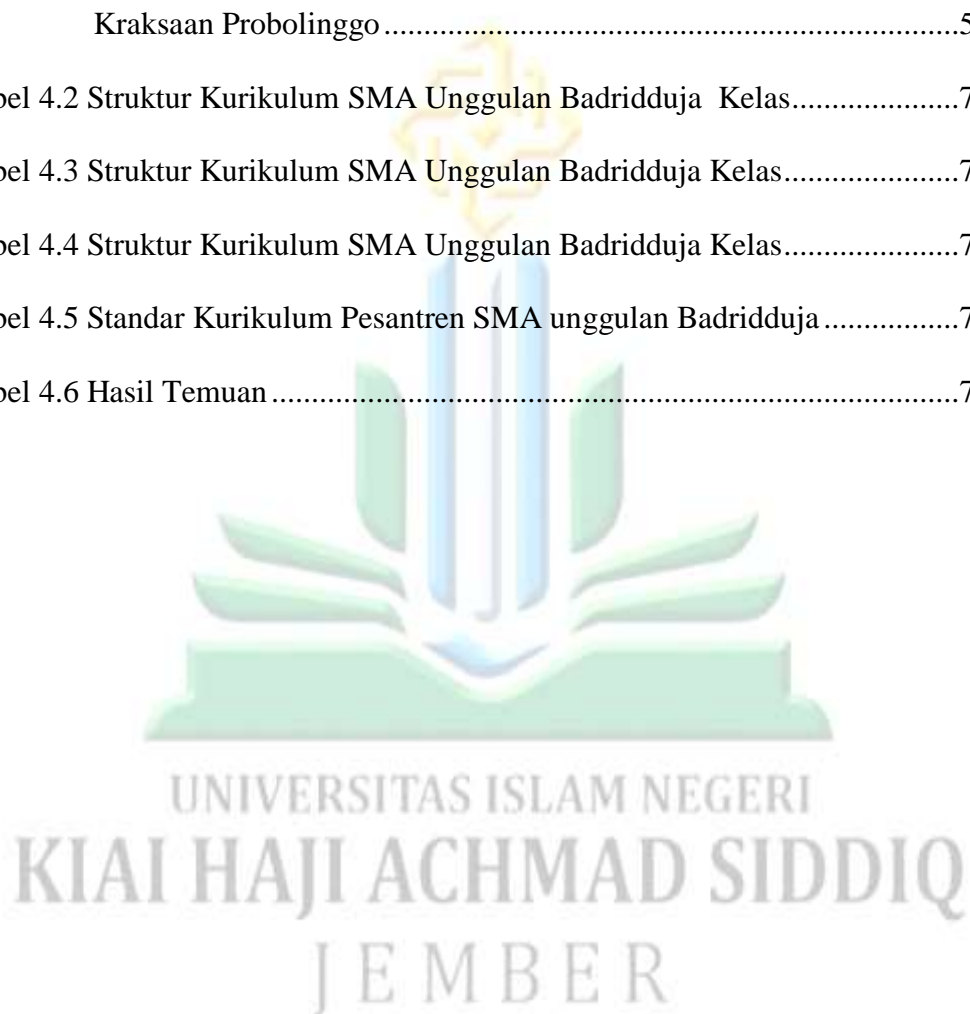 Kraksaan Probolinggo ........................................................................ 5
bel 4.2 Struktur Kurikulum SMA Unggulan Badridduja  Kelas ..................... 7
bel 4.3 Struktur Kurikulum SMA Unggulan Badridduja Kelas ...................... 7
bel 4.4 Struktur Kurikulum SMA Unggulan Badridduja Kelas ...................... 7
bel 4.5 Standar Kurikulum Pesantren SMA unggulan Badridduja ................. 7
bel 4.6 Hasil Temuan ...................................................................................... 7
UNIVERSITAS ISLAM NEGERI
KIAI HAJI ACHMAD SIDDIQ
JEMBER